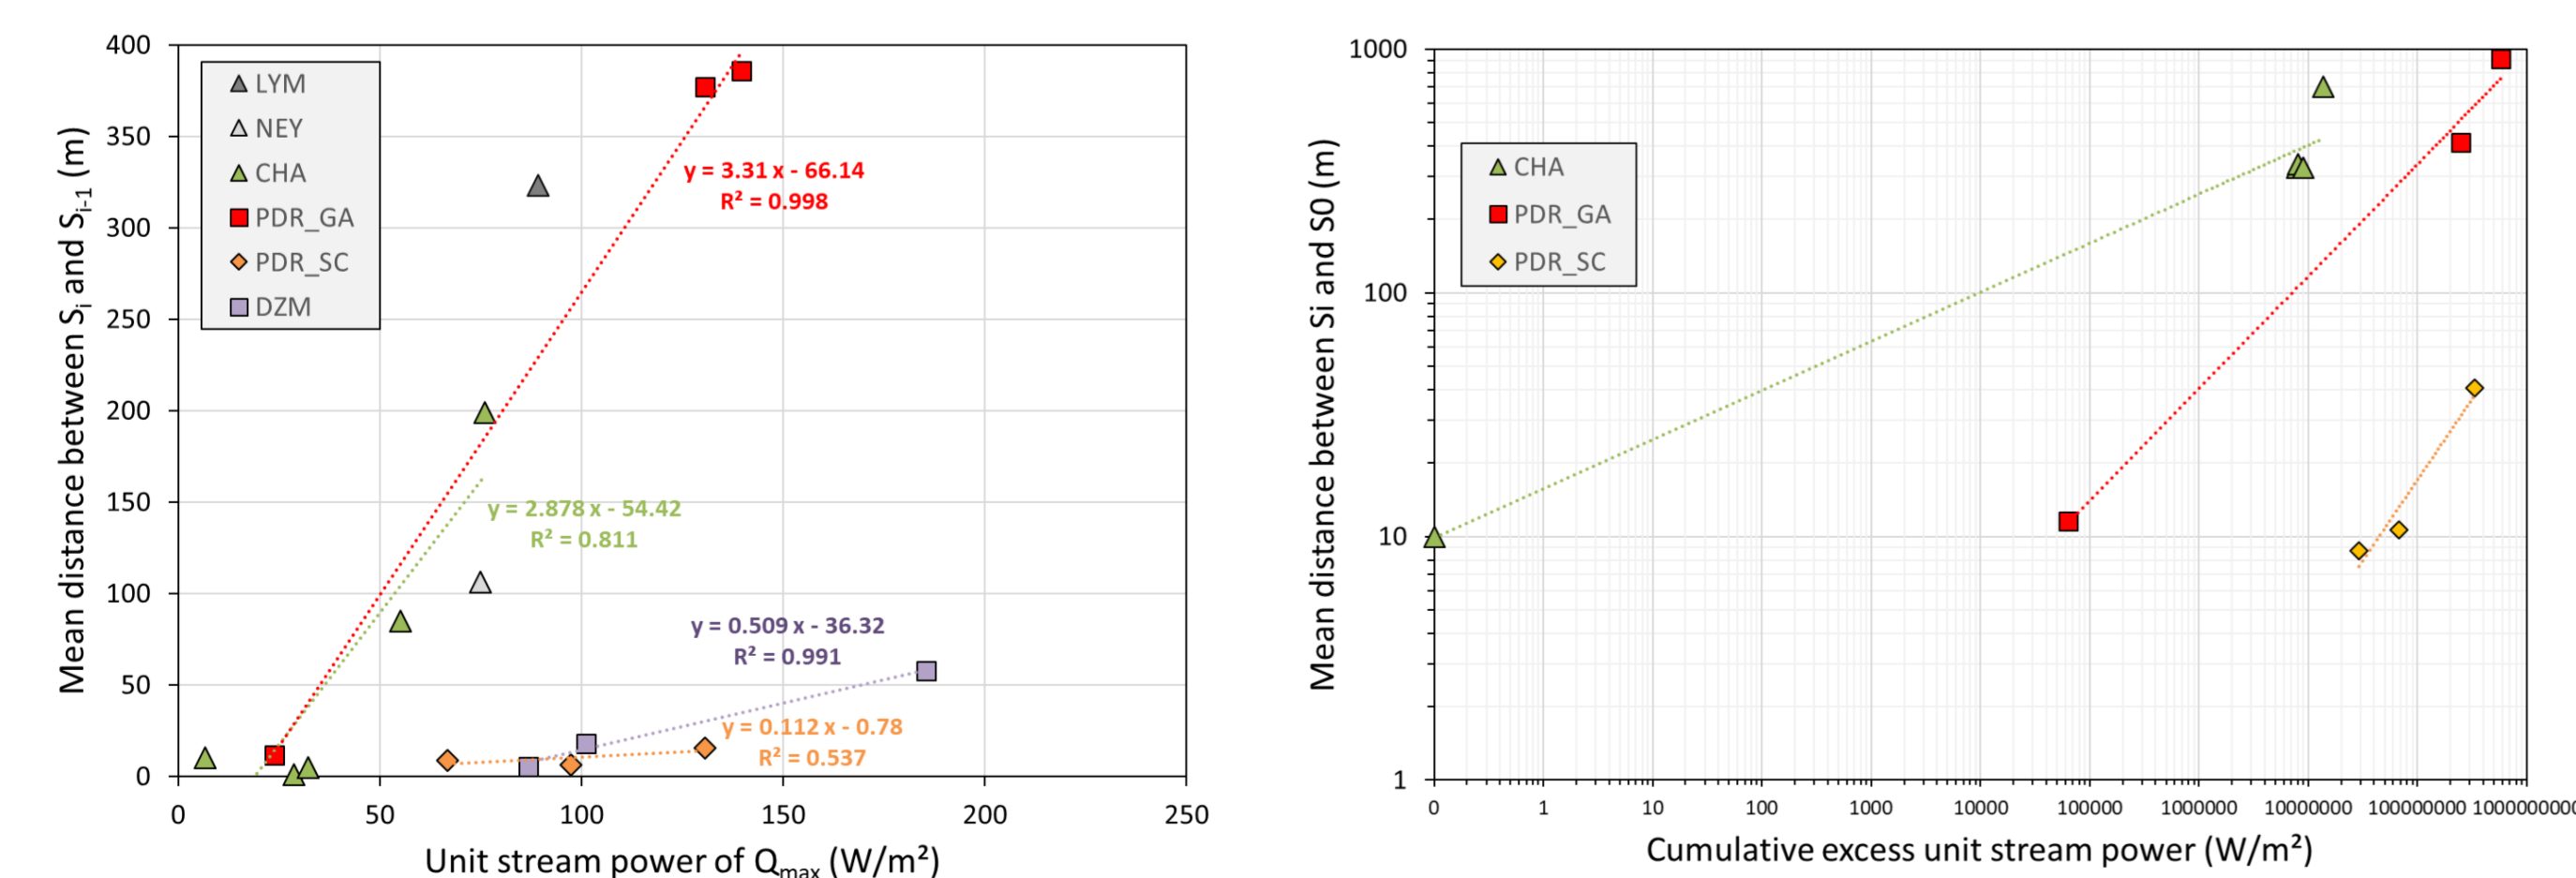 Mean distance between Si and Si-1 (m)
400
350
300
250
200
150
100
50
0
LYM
NEY
CHA
PDR_GA
PDR_SC
DZM
y = 3.31 x - 66.14
R² = 0.998
y = 2.878 x - 54.42
R² = 0.811
y = 0.509 x - 36.32
R² = 0.991
y = 0.112 x - 0.78
R² = 0.537
0 50 100 150 200 250
Unit stream power of Qmax (W/m²)
Mean distance between Si and S0 (m)
1000
100
10
1
CHA
PDR_GA
PDR_SC
0 1 10 100 1000 10000 100000 1000000 10000000 100000000 1000000000
Cumulative excess unit stream power (W/m²)